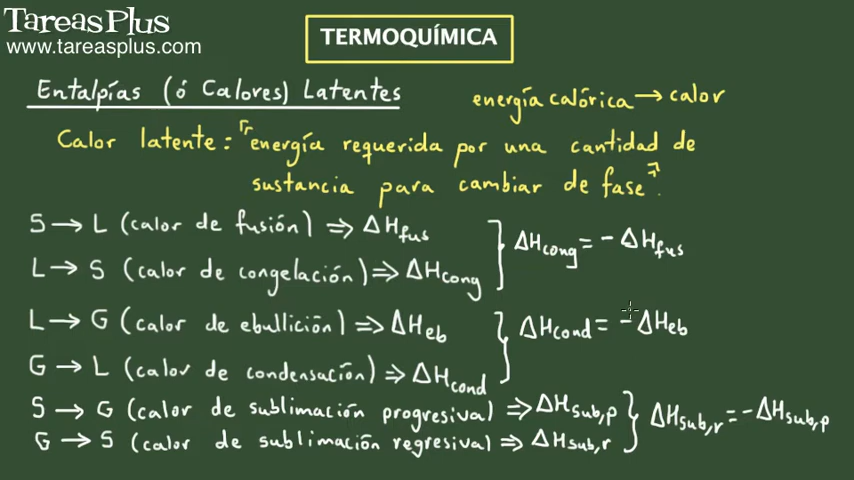 TareasPlus
www.tareasplus.com
TERMOQUÍMICA
Entalpías (ó Calores) Latentes
energía calórica → calor
Calor latente: "energía requerida por una cantidad de
sustancia para cambiar de fase".
S → L (calor de fusión) ⇒ ΔHfus
ΔHcong = - ΔHfus
L → S (calor de congelación) ⇒ ΔHcong
L → G (calor de ebullición) ⇒ ΔHeb
ΔHcond = - ΔHeb
G → L (calor de condensación) ⇒ ΔHcond
S → G (calor de sublimación progresiva) ⇒ ΔHsub,p
ΔHsub,r = - ΔHsub,p
G → S (calor de sublimación regresiva) ⇒ ΔHsub,r